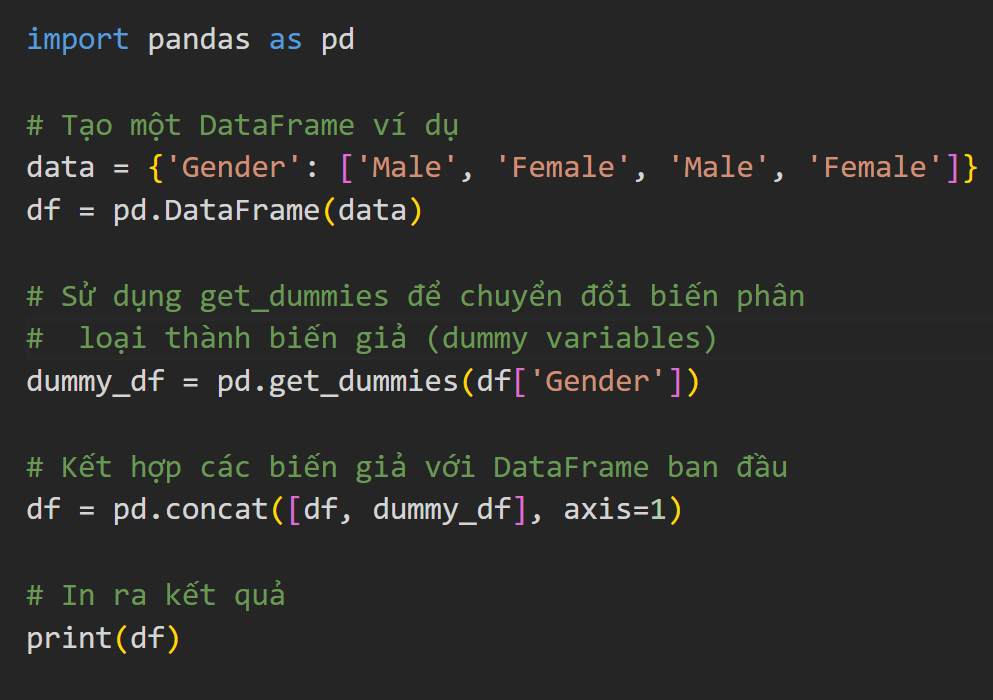 import pandas as pd
# Tạo một DataFrame ví dụ
data = {'Gender': ['Male', 'Female', 'Male', 'Female']}
df = pd.DataFrame(data)
# Sử dụng get_dummies để chuyển đổi biến phân
#  loại thành biến giả (dummy variables)
dummy_df = pd.get_dummies(df['Gender'])
# Kết hợp các biến giả với DataFrame ban đầu
df = pd.concat([df, dummy_df], axis=1)
# In ra kết quả
print(df)